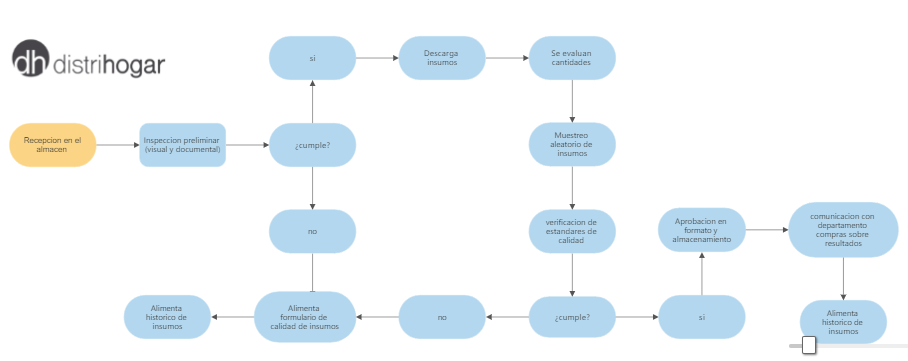 dh distrihogar
si
Descarga
insumos
Se evaluan
cantidades
Recepcion en el
almacen
Inspeccion preliminar
(visual y documental)
¿cumple?
Muestreo
aleatorio de
insumos
no
verificacion de
estandares de
calidad
Aprobacion en
formato y
almacenamiento
comunicacion con
departamento
compras sobre
resultados
Alimenta
historico de
insumos
Alimenta
formulario de
calidad de insumos
no
¿cumple?
si
Alimenta
historico de
insumos